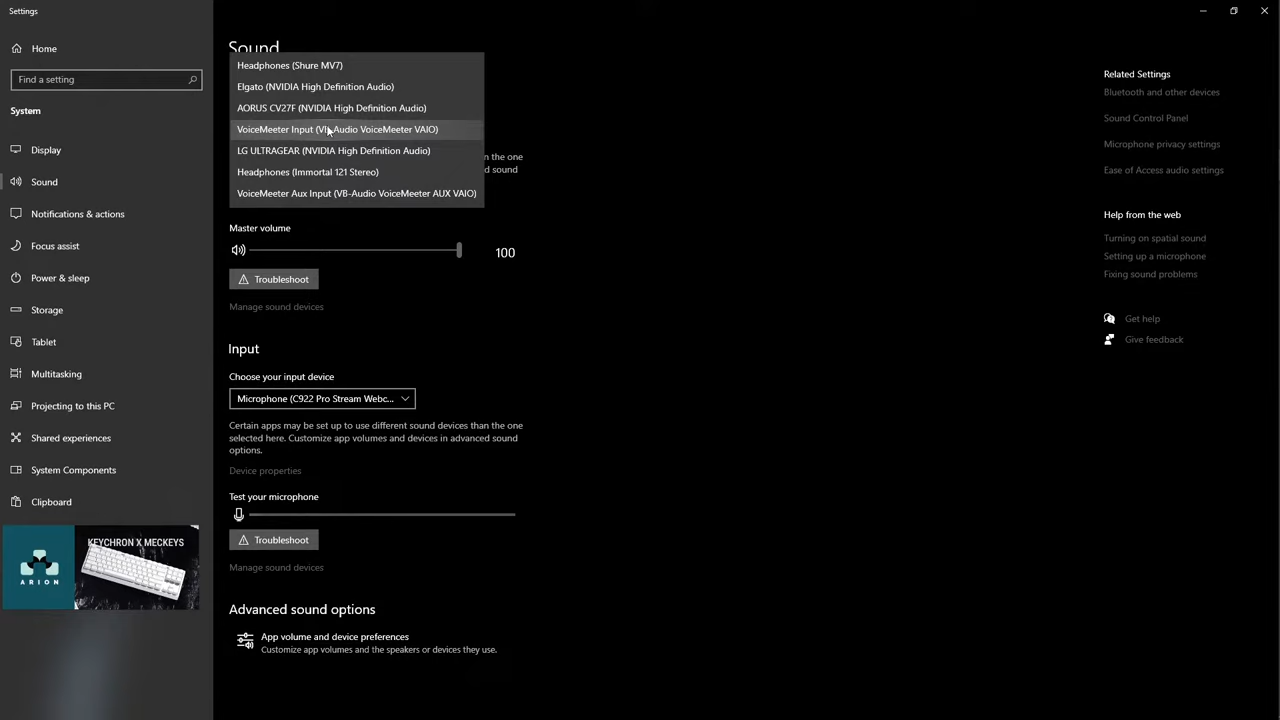 Settings
Home
Find a setting
System
Display
Sound
Notifications & actions
Focus assist
Power & sleep
Storage
Tablet
Multitasking
Projecting to this PC
Shared experiences
System Components
Clipboard
ARION
KEYCHRON X MECKEYS
Sound
Headphones (Shure MV7)
Elgato (NVIDIA High Definition Audio)
AORUS CV27F (NVIDIA High Definition Audio)
VoiceMeeter Input (VB-Audio VoiceMeeter VAIO)
LG ULTRAGEAR (NVIDIA High Definition Audio)
Headphones (Immortal 121 Stereo)
VoiceMeeter Aux Input (VB-Audio VoiceMeeter AUX VAIO)
n the one
d sound
Master volume
100
Troubleshoot
Manage sound devices
Input
Choose your input device
Microphone (C922 Pro Stream Webc...
Certain apps may be set up to use different sound devices than the one
selected here. Customize app volumes and devices in advanced sound
options.
Device properties
Test your microphone
Troubleshoot
Manage sound devices
Advanced sound options
App volume and device preferences
Customize app volumes and the speakers or devices they use.
Related Settings
Bluetooth and other devices
Sound Control Panel
Microphone privacy settings
Ease of Access audio settings
Help from the web
Turning on spatial sound
Setting up a microphone
Fixing sound problems
Get help
Give feedback